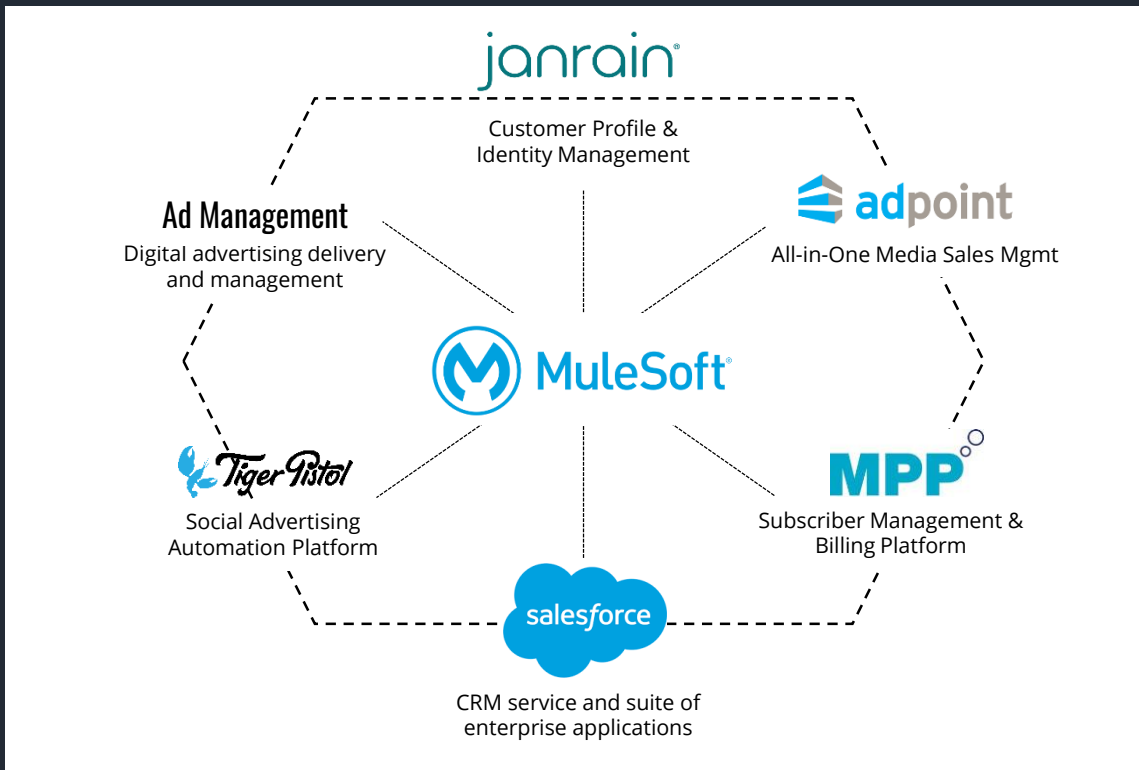 janrain®
Customer Profile &
Identity Management
Ad Management
Digital advertising delivery
and management
adpoint
All-in-One Media Sales Mgmt
MuleSoft®
Tiger Pistol
Social Advertising
Automation Platform
MPP
Subscriber Management &
Billing Platform
salesforce
CRM service and suite of
enterprise applications